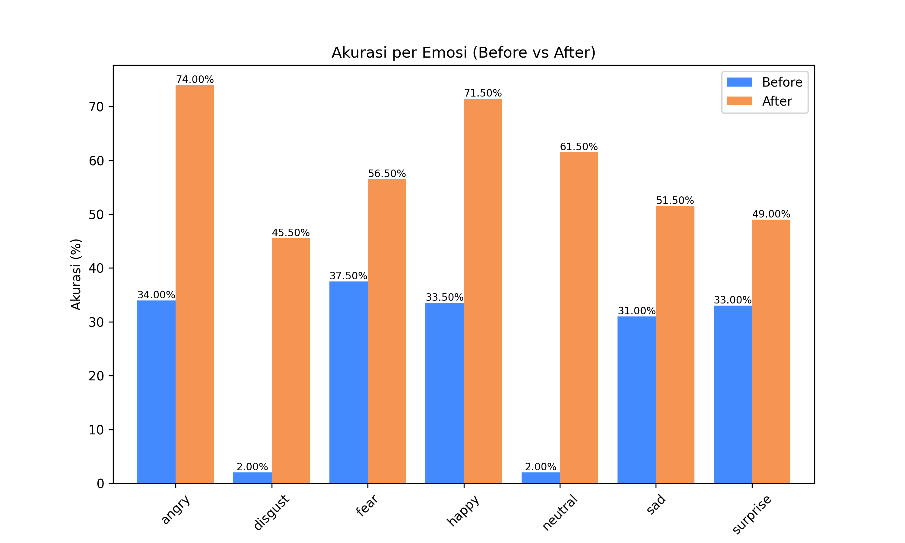 Akurasi per Emosi (Before vs After)
Before
After
Akurasi (%)
70
60
50
40
30
20
10
0
34.00%
74.00%
2.00%
45.50%
37.50%
56.50%
33.50%
71.50%
2.00%
61.50%
31.00%
51.50%
33.00%
49.00%
angry
disgust
fear
happy
neutral
sad
surprise